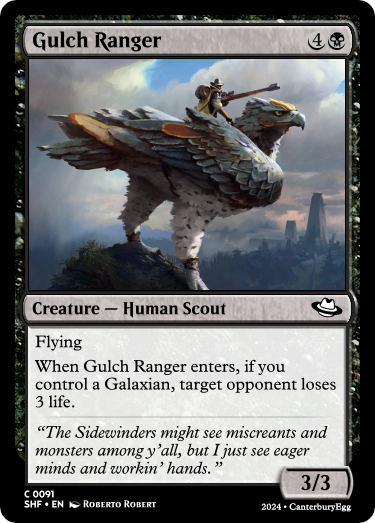 Gulch Ranger 4
Creature — Human Scout
Flying
When Gulch Ranger enters, if you
control a Galaxian, target opponent loses
3 life.
“The Sidewinders might see miscreants and
monsters among y’all, but I just see eager
minds and workin’ hands.”
3/3
C 0091
SHF • EN Roberto Robert
2024 • CanterburyEgg